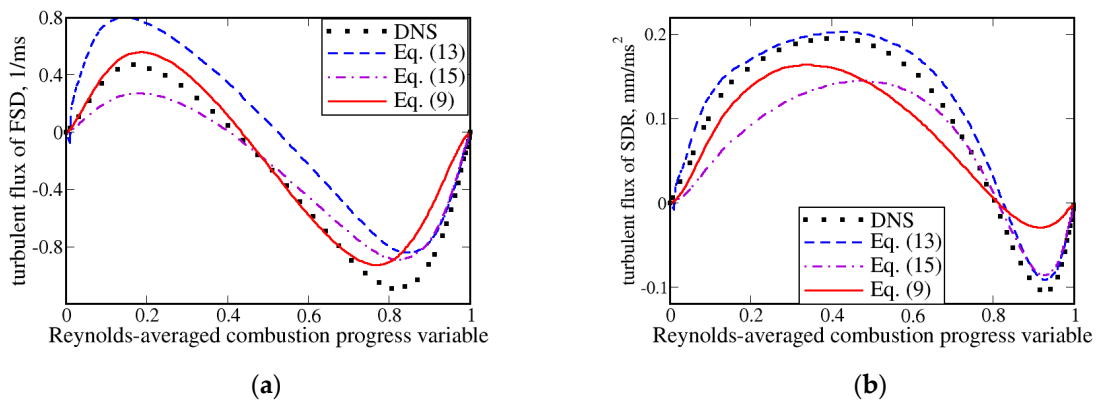 turbulent flux of FSD, 1/ms
0.8
0.4
0
-0.4
-0.8
DNS
Eq. (13)
Eq. (15)
Eq. (9)
0 0.2 0.4 0.6 0.8 1
Reynolds-averaged combustion progress variable
(a)
turbulent flux of SDR, mm/ms²
0.2
0.1
0
-0.1
DNS
Eq. (13)
Eq. (15)
Eq. (9)
0 0.2 0.4 0.6 0.8 1
Reynolds-averaged combustion progress variable
(b)